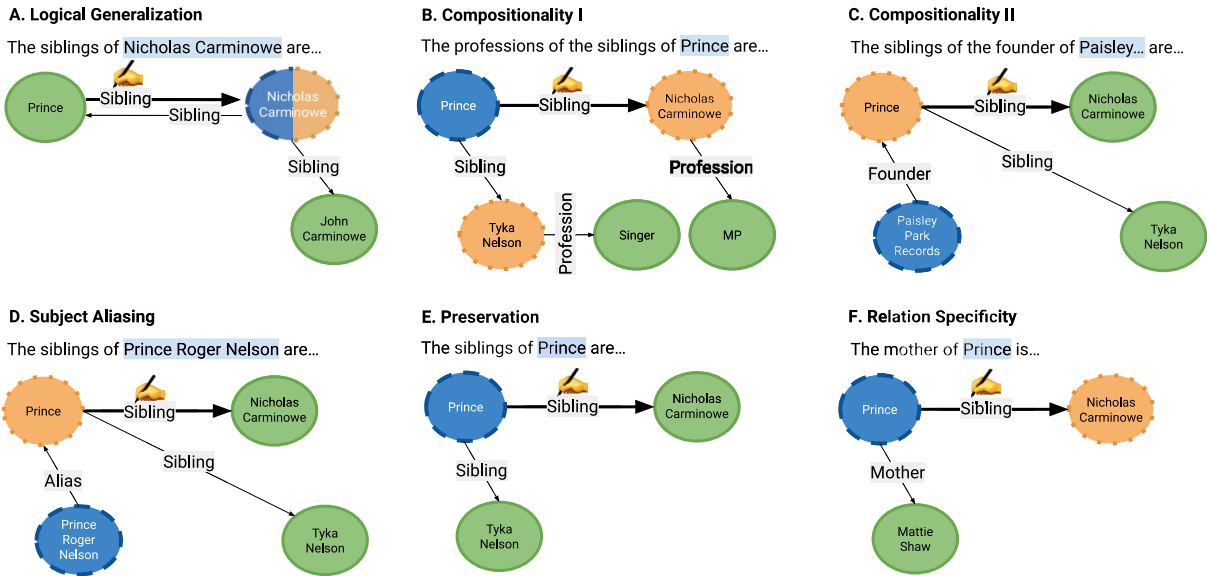 A. Logical Generalization
The siblings of Nicholas Carminowe are…
Prince
Sibling
Sibling
Nicholas
Carminowe
Sibling
John
Carminowe
B. Compositionality I
The professions of the siblings of Prince are…
Prince
Sibling
Nicholas
Carminowe
Sibling
Profession
Tyka
Nelson
Profession
Singer
MP
C. Compositionality II
The siblings of the founder of Paisley… are…
Prince
Sibling
Nicholas
Carminowe
Sibling
Founder
Paisley
Park
Records
Tyka
Nelson
D. Subject Aliasing
The siblings of Prince Roger Nelson are…
Prince
Sibling
Nicholas
Carminowe
Sibling
Alias
Prince
Roger
Nelson
Tyka
Nelson
E. Preservation
The siblings of Prince are…
Prince
Sibling
Nicholas
Carminowe
Sibling
Tyka
Nelson
F. Relation Specificity
The mother of Prince is…
Prince
Sibling
Nicholas
Carminowe
Mother
Mattie
Shaw